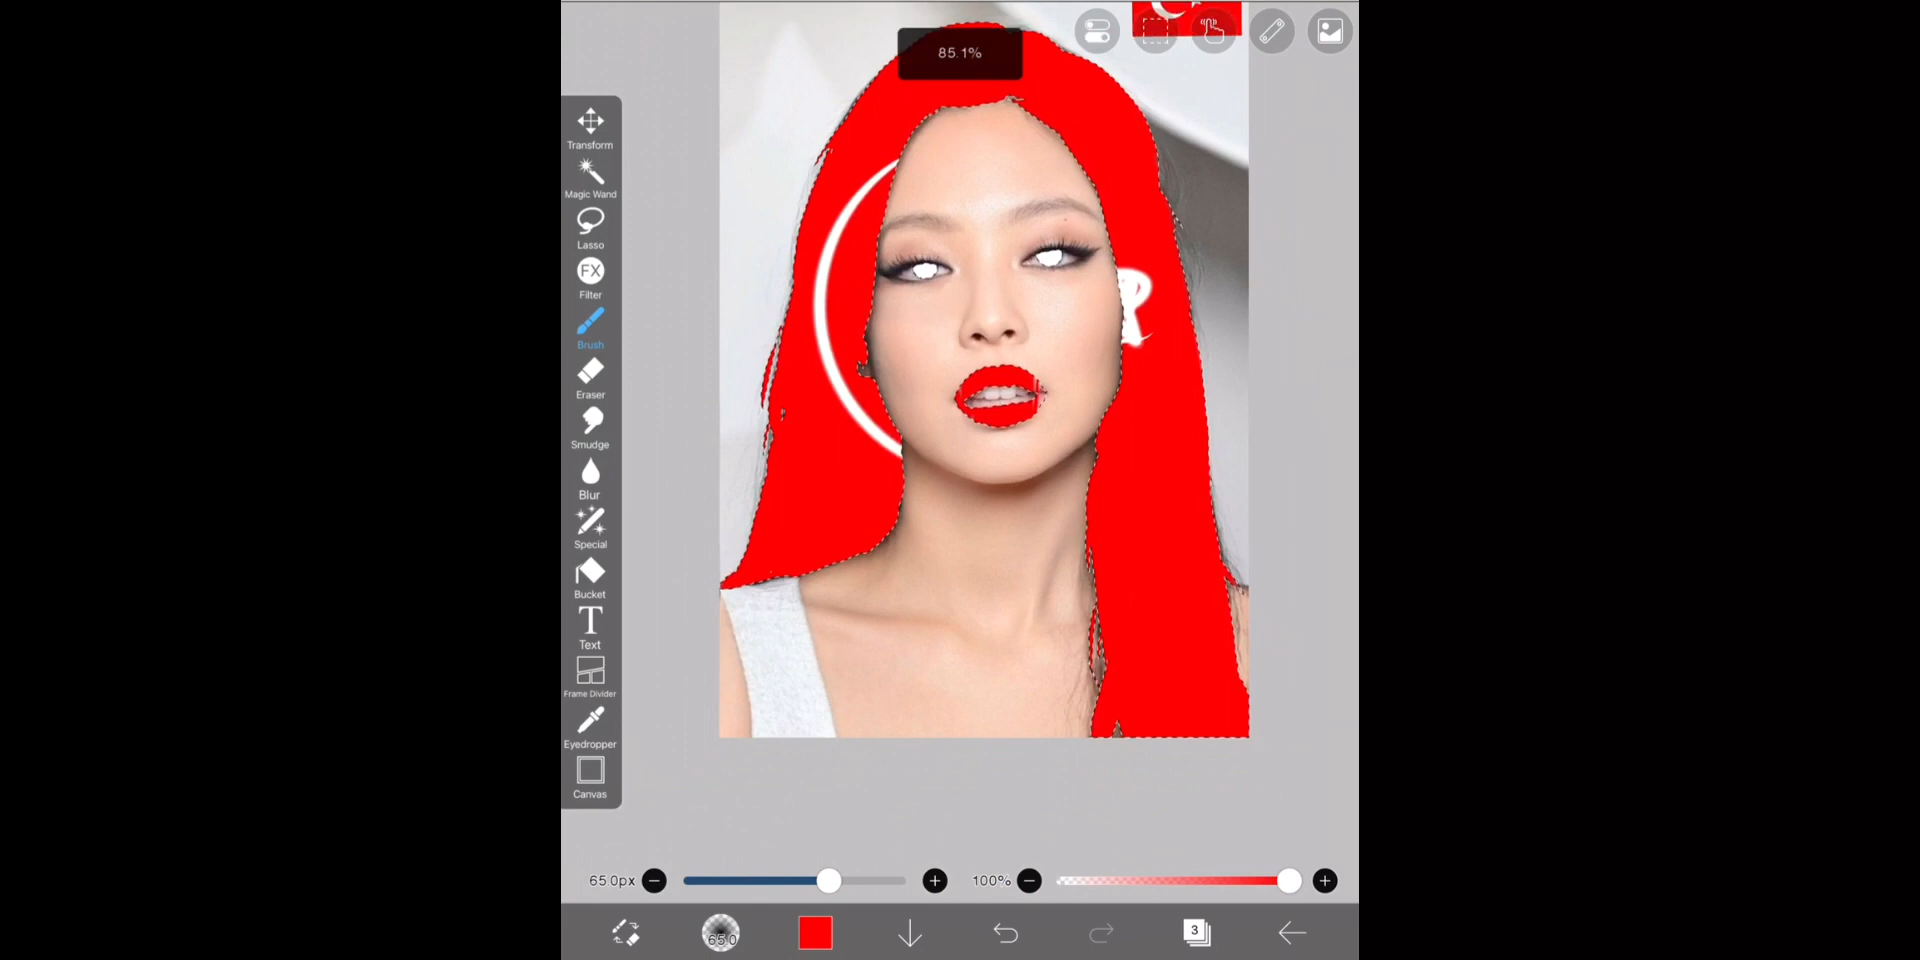 85.1%
Transform
Magic Wand
Lasso
FX
Filter
Brush
Eraser
Smudge
Blur
Special
Bucket
T
Text
Frame Divider
Eyedropper
Canvas
R
65.0px
100%
65.0
3